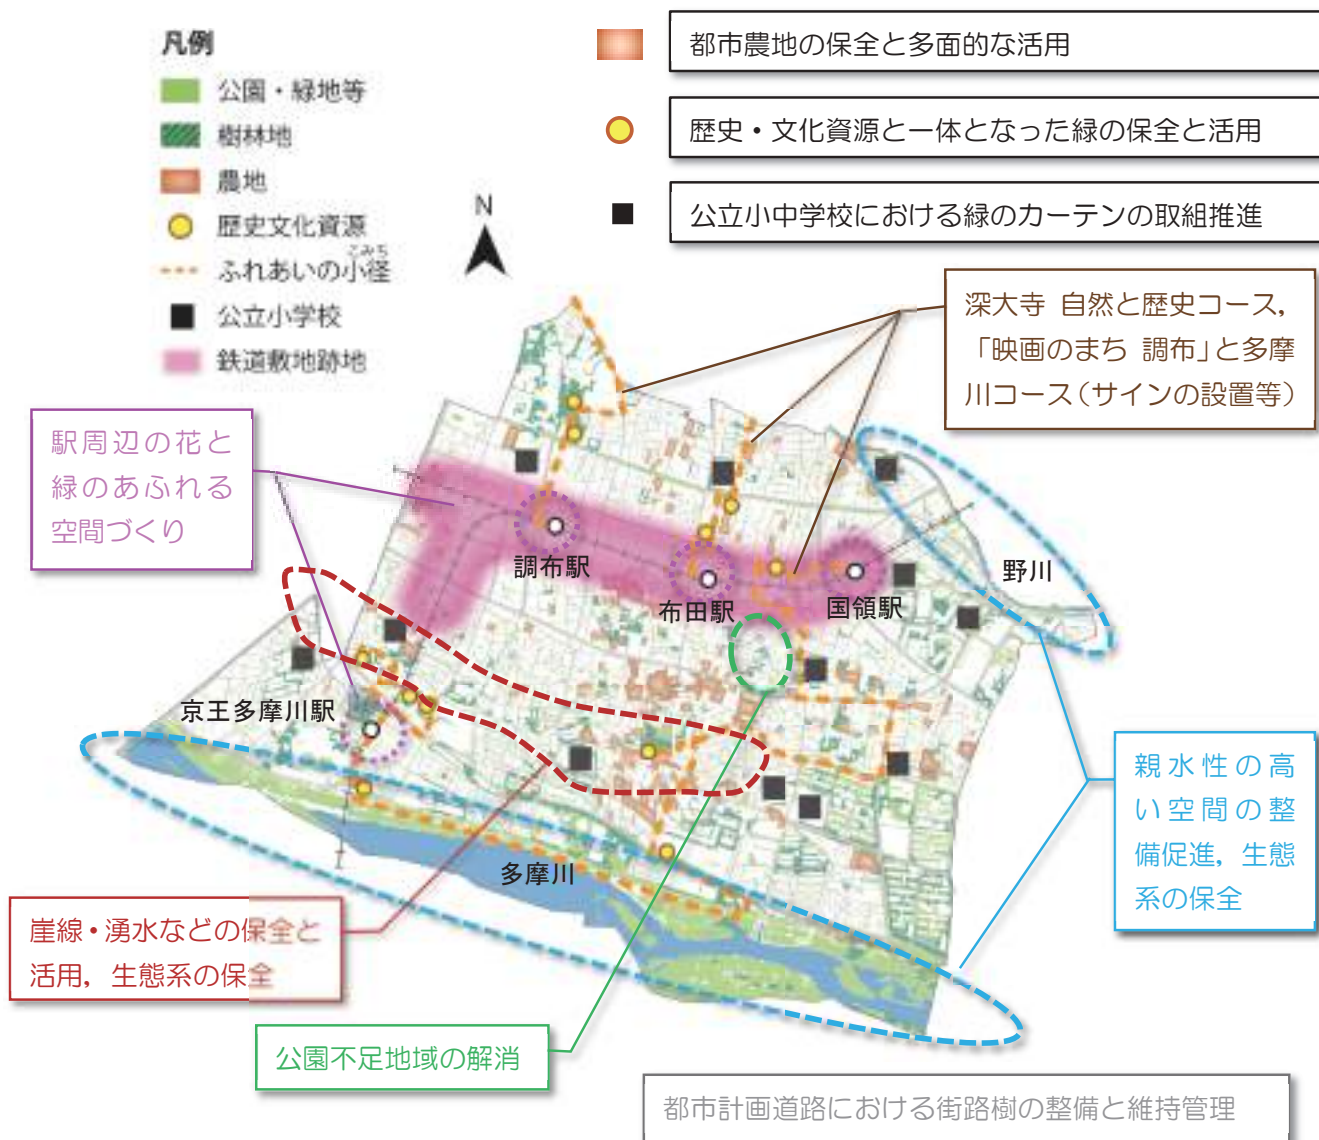 凡例
公園・緑地等
樹林地
農地
歴史文化資源
こみち
ふれあいの小径
公立小学校
鉄道敷地跡地
N
都市農地の保全と多面的な活用
歴史・文化資源と一体となった緑の保全と活用
公立小中学校における緑のカーテンの取組推進
深大寺 自然と歴史コース，
「映画のまち 調布」と多摩
川コース（サインの設置等）
駅周辺の花と
緑のあふれる
空間づくり
調布駅
布田駅
国領駅
野川
京王多摩川駅
多摩川
親水性の高
い空間の整
備促進，生態
系の保全
崖線・湧水などの保全と
活用，生態系の保全
公園不足地域の解消
都市計画道路における街路樹の整備と維持管理